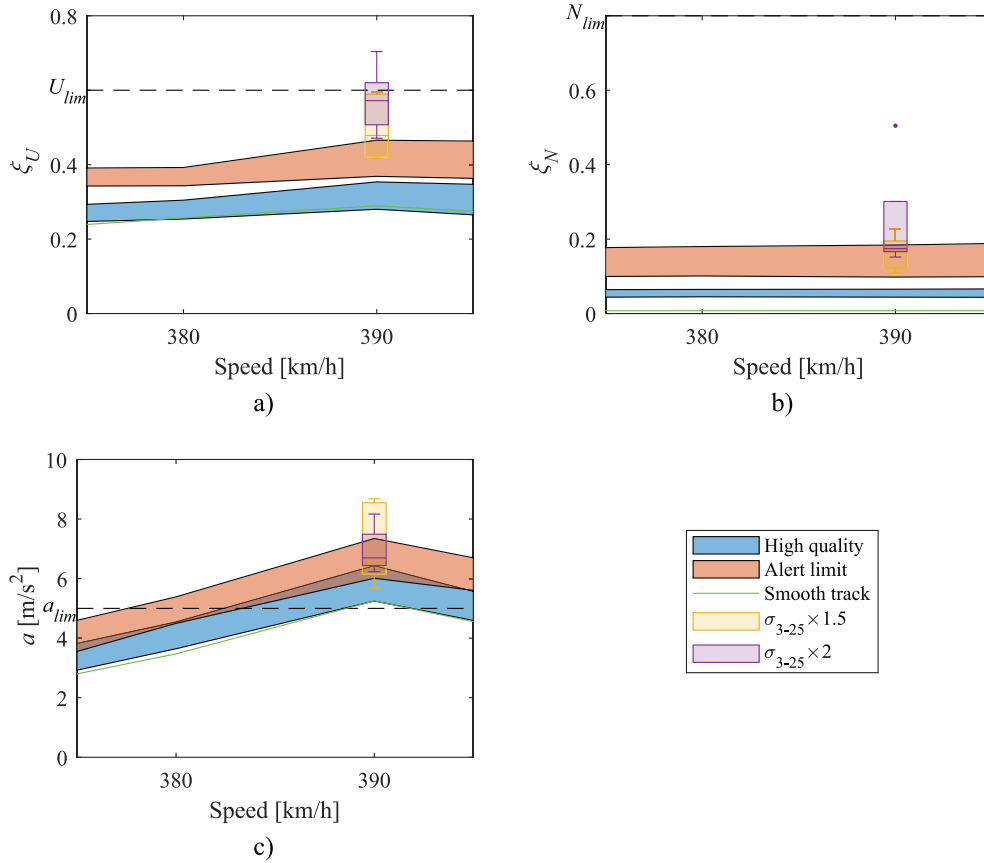 0.8
U_lim
0.6
ξ_U
0.4
0.2
0
380
390
Speed [km/h]
a)
N_lim
0.6
ξ_N
0.4
0.2
0
380
390
Speed [km/h]
b)
10
8
6
a_lim
a [m/s²]
4
2
0
380
390
Speed [km/h]
c)
High quality
Alert limit
Smooth track
σ₃₋₂₅×1.5
σ₃₋₂₅×2